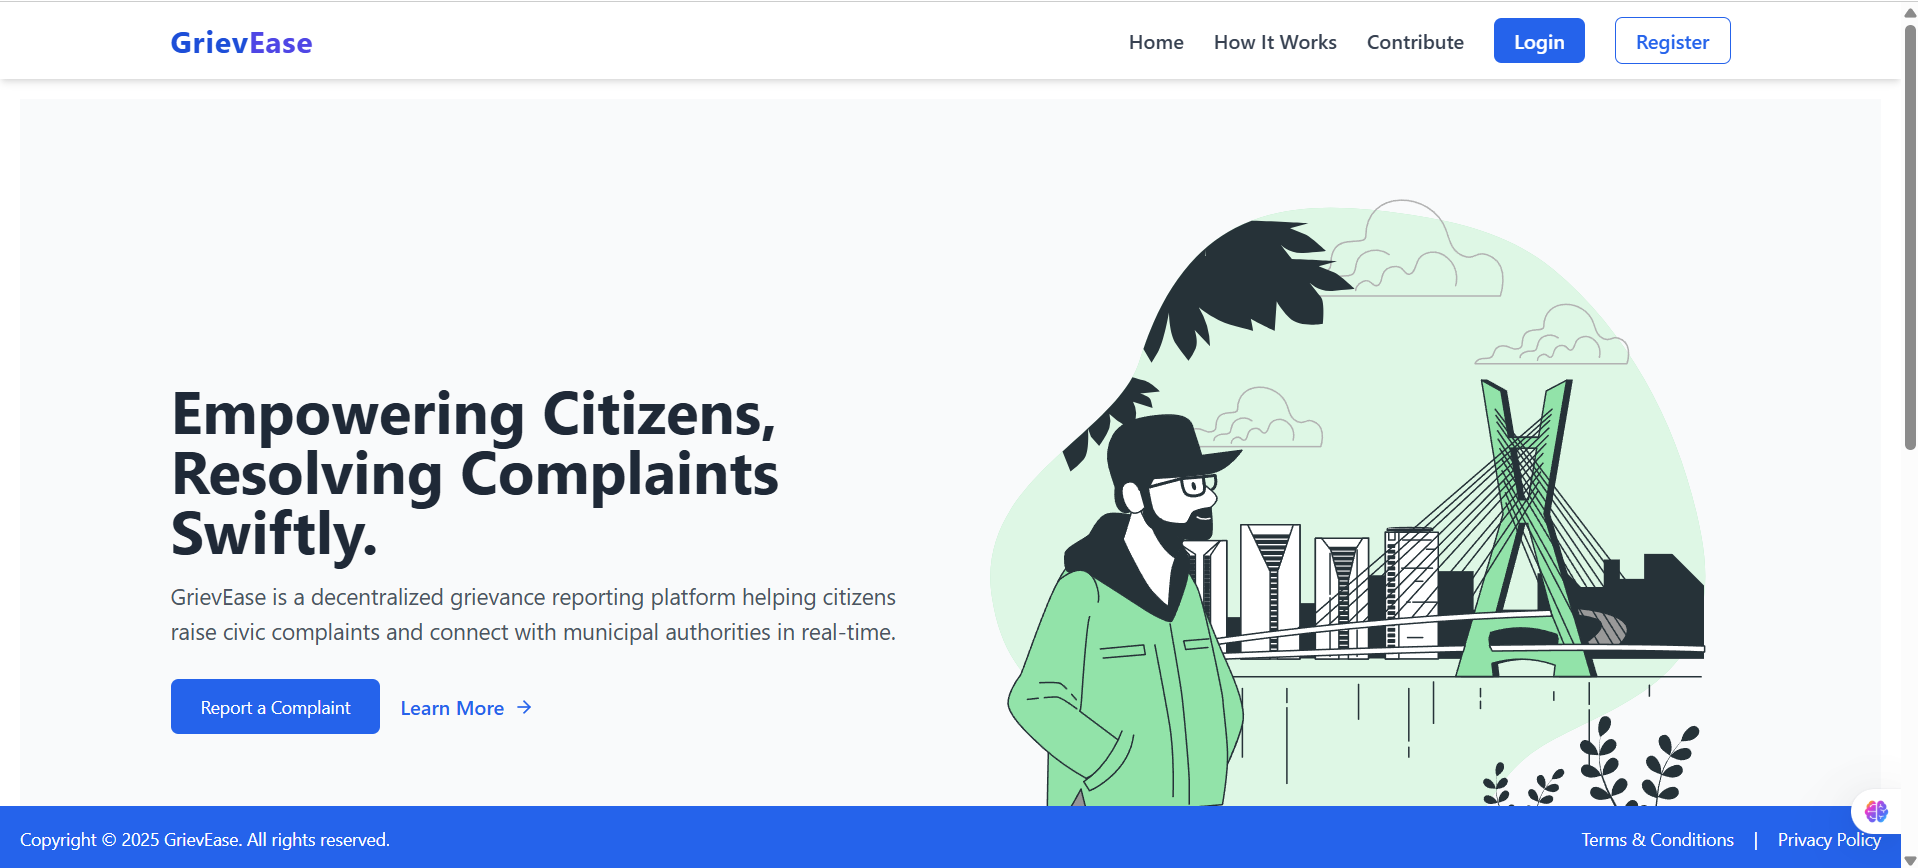 GrievEase
Home How It Works Contribute Login Register
Empowering Citizens,
Resolving Complaints
Swiftly.
GrievEase is a decentralized grievance reporting platform helping citizens
raise civic complaints and connect with municipal authorities in real-time.
Report a Complaint Learn More →
Copyright © 2025 GrievEase. All rights reserved.
Terms & Conditions | Privacy Policy